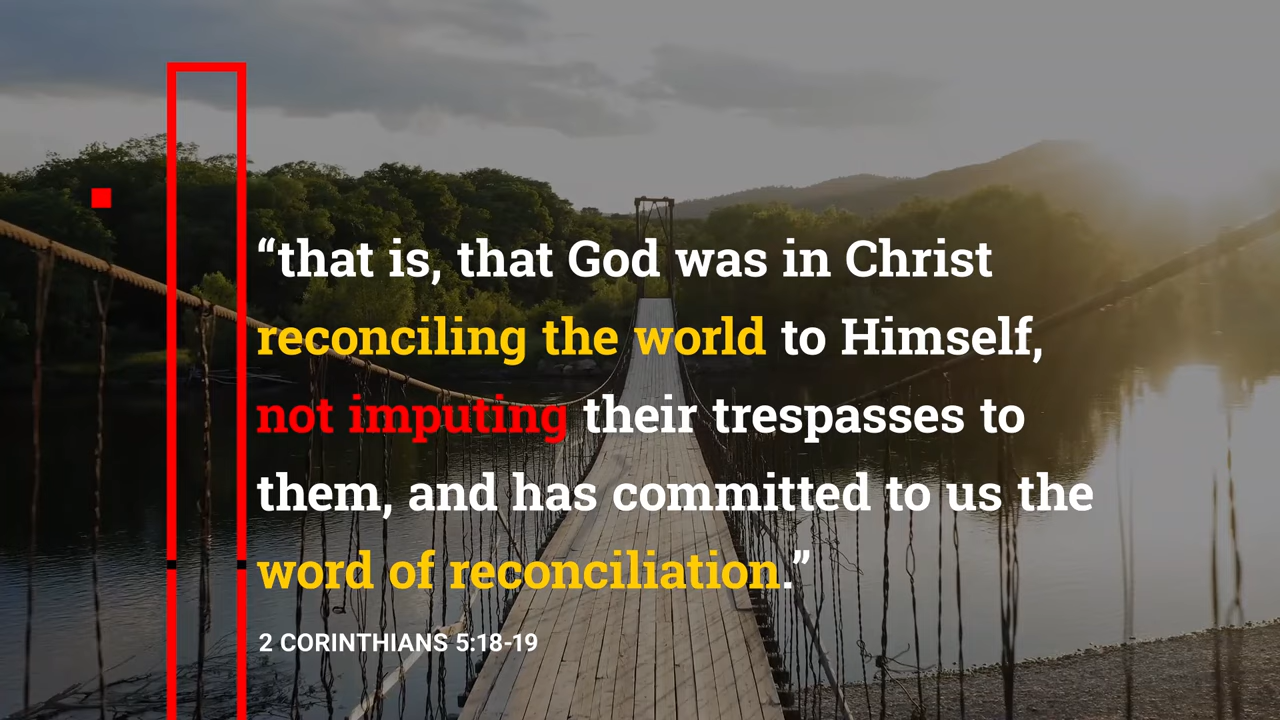 “that is, that God was in Christ
reconciling the world to Himself,
not imputing their trespasses to
them, and has committed to us the
word of reconciliation.”
2 CORINTHIANS 5:18-19